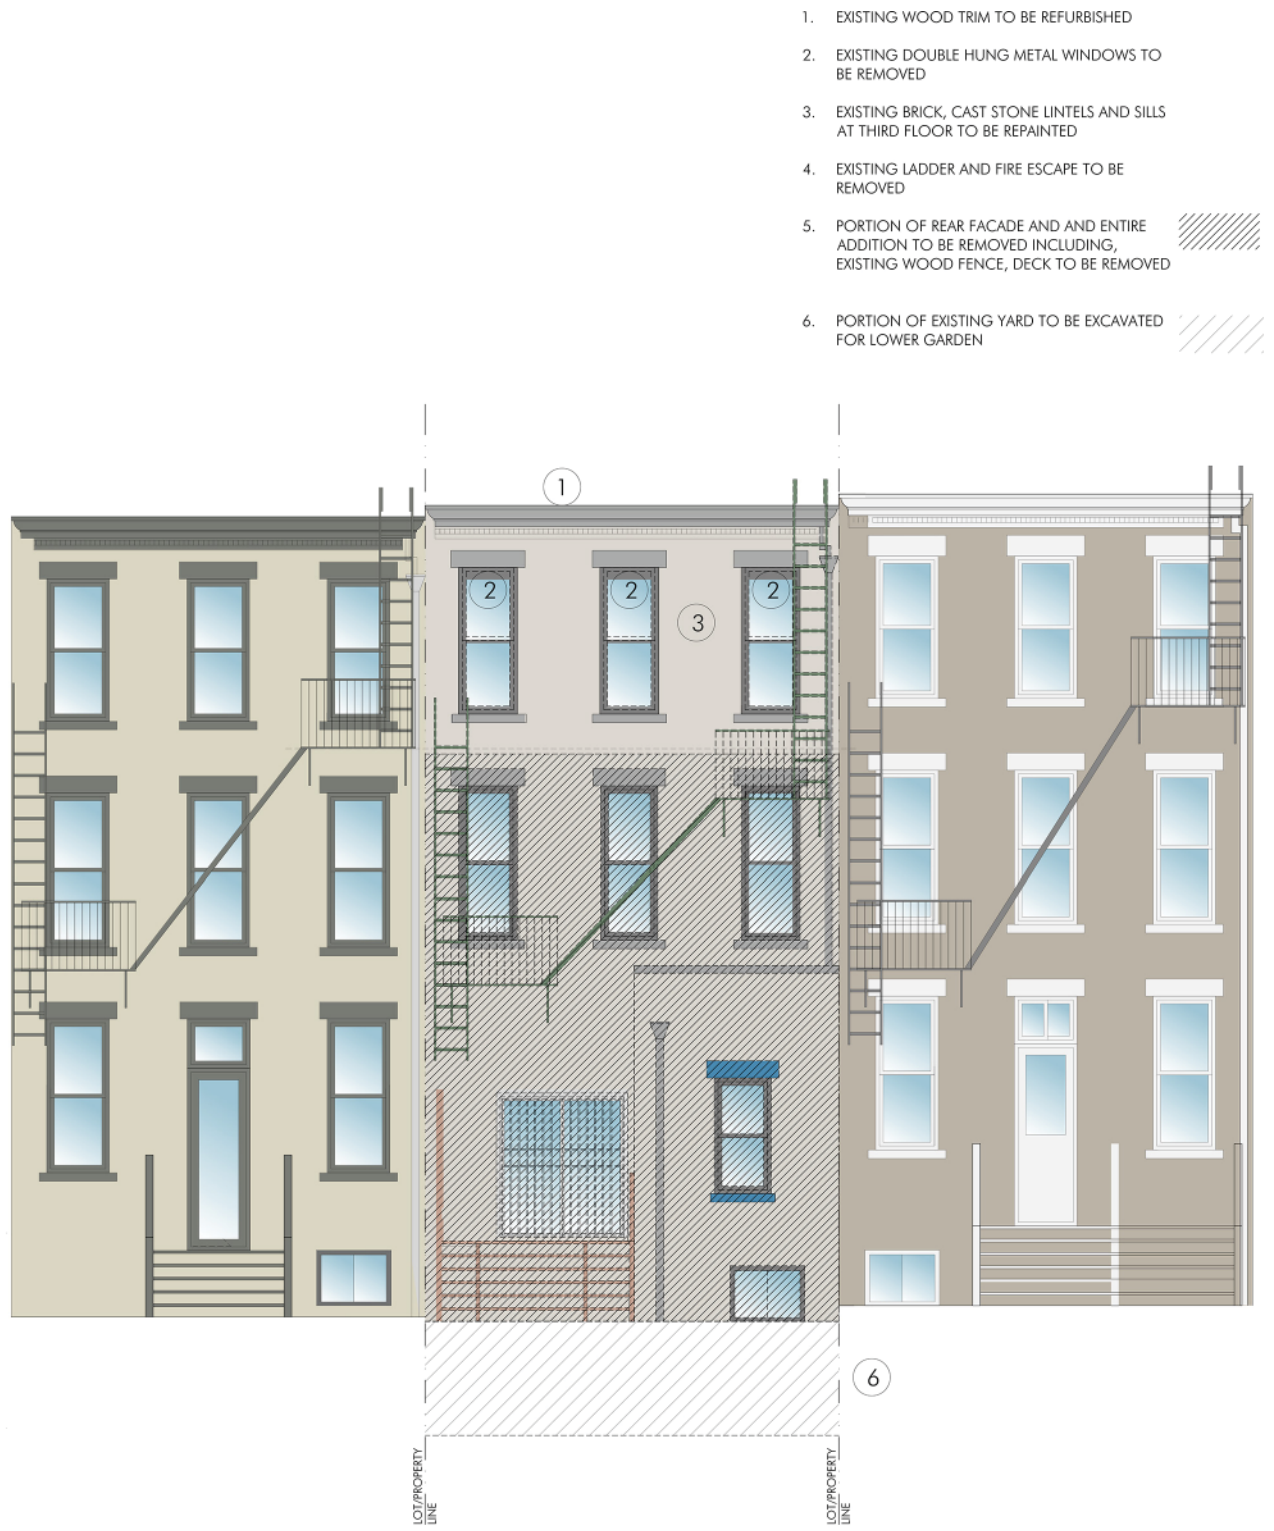 1. EXISTING WOOD TRIM TO BE REFURBISHED
2. EXISTING DOUBLE HUNG METAL WINDOWS TO
BE REMOVED
3. EXISTING BRICK, CAST STONE LINTELS AND SILLS
AT THIRD FLOOR TO BE REPAINTED
4. EXISTING LADDER AND FIRE ESCAPE TO BE
REMOVED
5. PORTION OF REAR FACADE AND AND ENTIRE
ADDITION TO BE REMOVED INCLUDING,
EXISTING WOOD FENCE, DECK TO BE REMOVED
6. PORTION OF EXISTING YARD TO BE EXCAVATED
FOR LOWER GARDEN
1
2 2 2
3
6
LOT/PROPERTY
LINE
LOT/PROPERTY
LINE